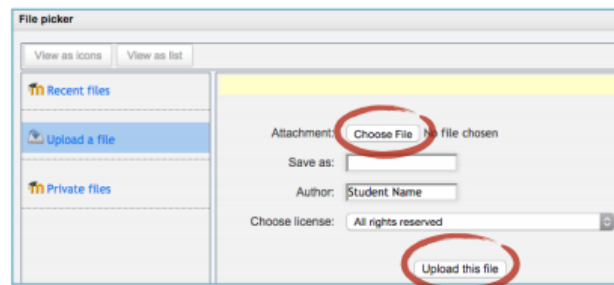 File picker
View as icons View as list
Recent files
Upload a file
Private files
Attachment: Choose File No file chosen
Save as:
Author: Student Name
Choose license: All rights reserved
Upload this file